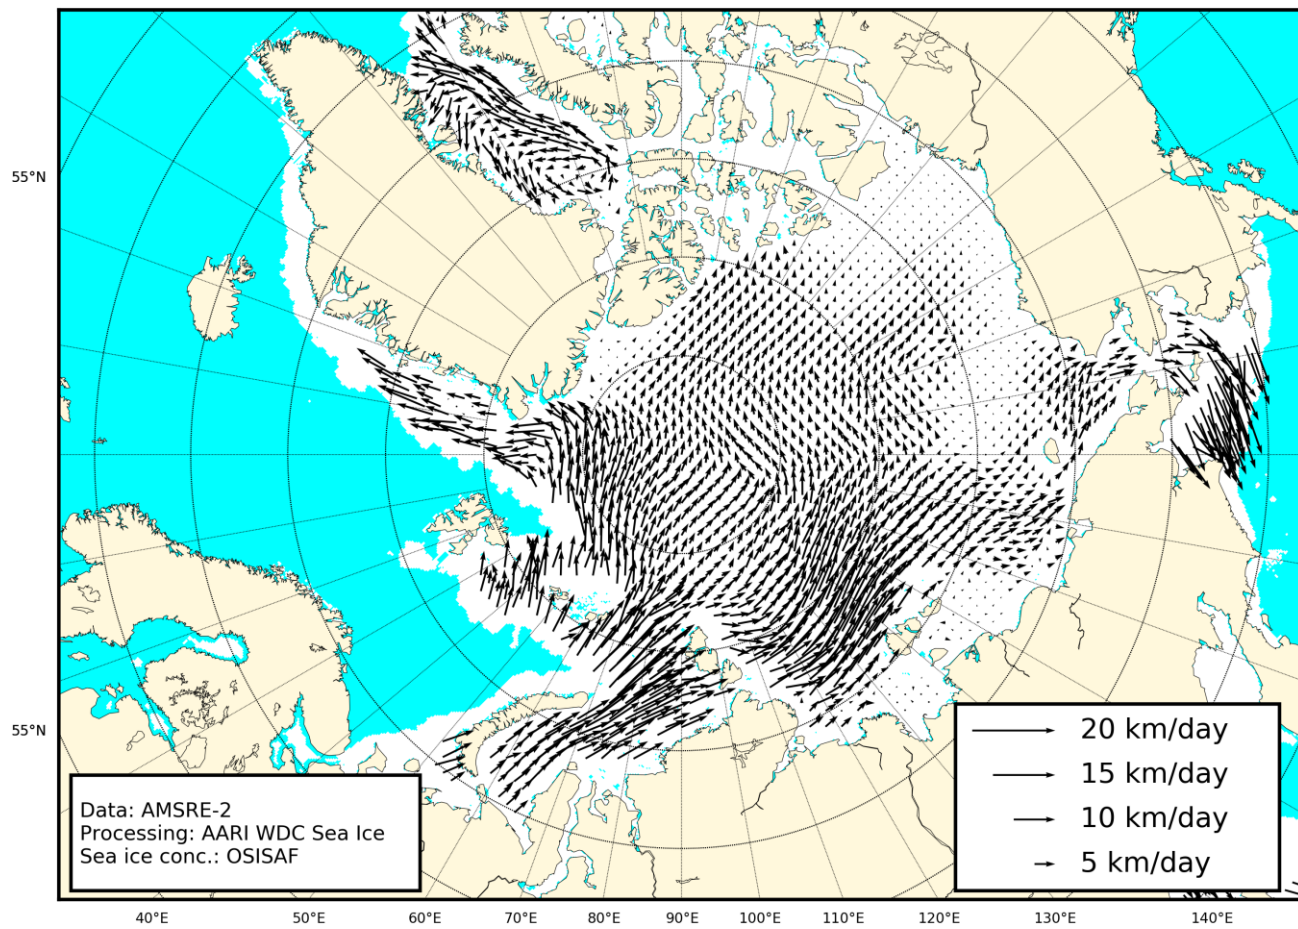 55°N
55°N
Data: AMSRE-2
Processing: AARI WDC Sea Ice
Sea ice conc.: OSISAF
20 km/day
15 km/day
10 km/day
5 km/day
40°E 50°E 60°E 70°E 80°E 90°E 100°E 110°E 120°E 130°E 140°E